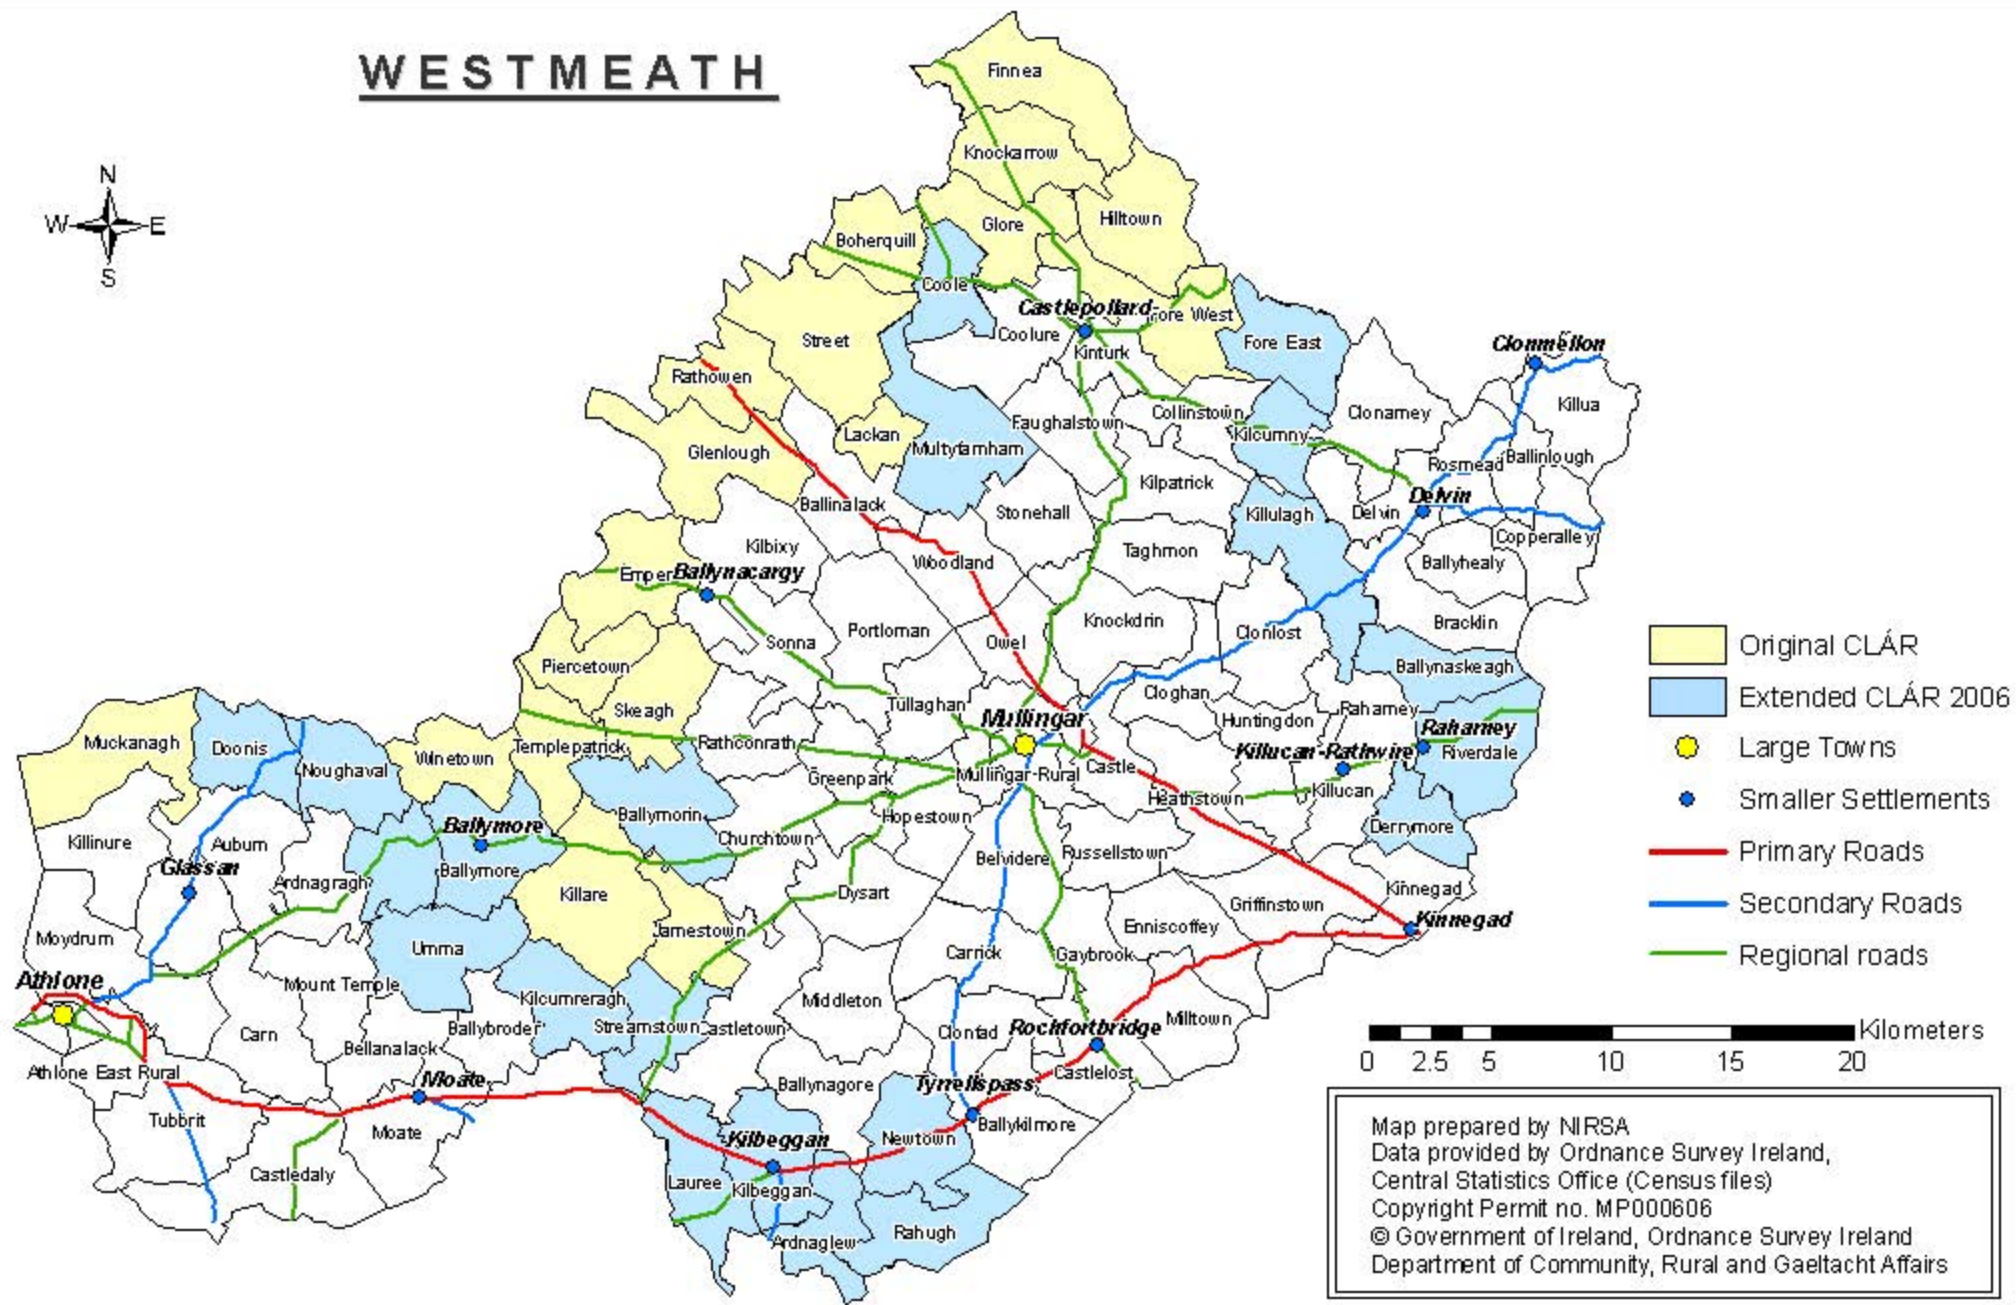 WESTMEATH
N
W E
S
Finnea
Knockarrow
Hilltown
Glore
Boherquill
Coole
Castlepollard
Fore West
Coolure
Street
Fore East
Kinturk
Clonmellon
Rathowen
Killua
Collinstown
Clonarney
Faughalstown
Lackan
Kilcumny
Multyfarnham
Glenlough
Ballinlough
Rosmead
Kilpatrick
Delvin
Ballinalack
Stonehall
Killulagh
Delvin
Copperalley
Kilbixy
Taghmon
Woodland
Ballyhealy
Emper
Ballynacargy
Knockdrin
Bracklin
Portloman
Clonlost
Sonna
Owel
Piercetown
Ballynaskeagh
Cloghan
Tullaghan
Skeagh
Raharney
Mullingar
Huntingdon
Raharney
Muckanagh
Doonis
Rathconrath
Templepatrick
Killucan-Rathwire
Riverdale
Winetown
Noughaval
Castle
Mullingar-Rural
Greenpark
Killucan
Heathstown
Ballymorin
Hopestown
Ballymore
Derrymore
Churchtown
Killinure
Auburn
Russellstown
Belvidere
Glassan
Ballymore
Ardnagragh
Kinnegad
Dysart
Killare
Griffinstown
Kinnegad
Enniscoffey
Jamestown
Moydrum
Umma
Carrick
Gaybrook
Athlone
Mount Temple
Kilcumreragh
Middleton
Milltown
Ballybroder
Streamstown
Castletown
Clonfad
Rochfortbridge
Carn
Bellanalack
Athlone East Rural
Castlelost
Moate
Ballynagore
Tyrrellspass
Tubbrit
Ballykilmore
Moate
Kilbeggan
Newtown
Castledaly
Lauree
Kilbeggan
Rahugh
Ardnaglew
Original CLÁR
Extended CLÁR 2006
Large Towns
Smaller Settlements
Primary Roads
Secondary Roads
Regional roads
Kilometers
0 2.5 5 10 15 20
Map prepared by NIRSA
Data provided by Ordnance Survey Ireland,
Central Statistics Office (Census files)
Copyright Permit no. MP000606
© Government of Ireland, Ordnance Survey Ireland
Department of Community, Rural and Gaeltacht Affairs